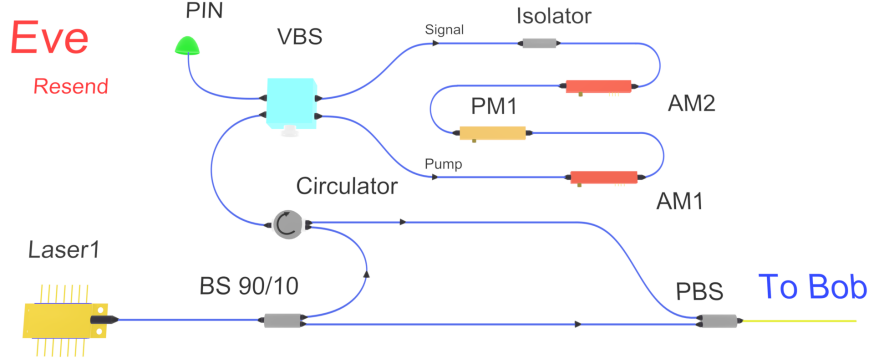 PIN
Eve
VBS
Signal
Isolator
Resend
PM1
AM2
Pump
Circulator
AM1
Laser1
BS 90/10
PBS
To Bob